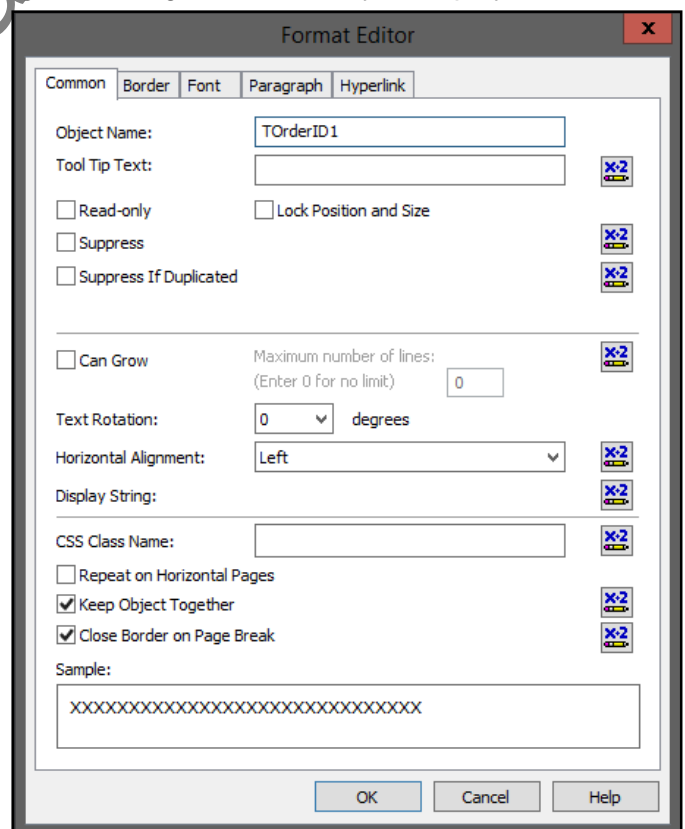 Format Editor
x
Common Border Font Paragraph Hyperlink
Object Name: TOrderID1
Tool Tip Text: x·2
Read-only Lock Position and Size
Suppress x·2
Suppress If Duplicated x·2
Can Grow Maximum number of lines: x·2
(Enter 0 for no limit) 0
Text Rotation: 0 degrees
Horizontal Alignment: Left x·2
Display String: x·2
CSS Class Name: x·2
Repeat on Horizontal Pages
Keep Object Together x·2
Close Border on Page Break x·2
Sample:
XXXXXXXXXXXXXXXXXXXXXXXXXXXXXX
OK Cancel Help